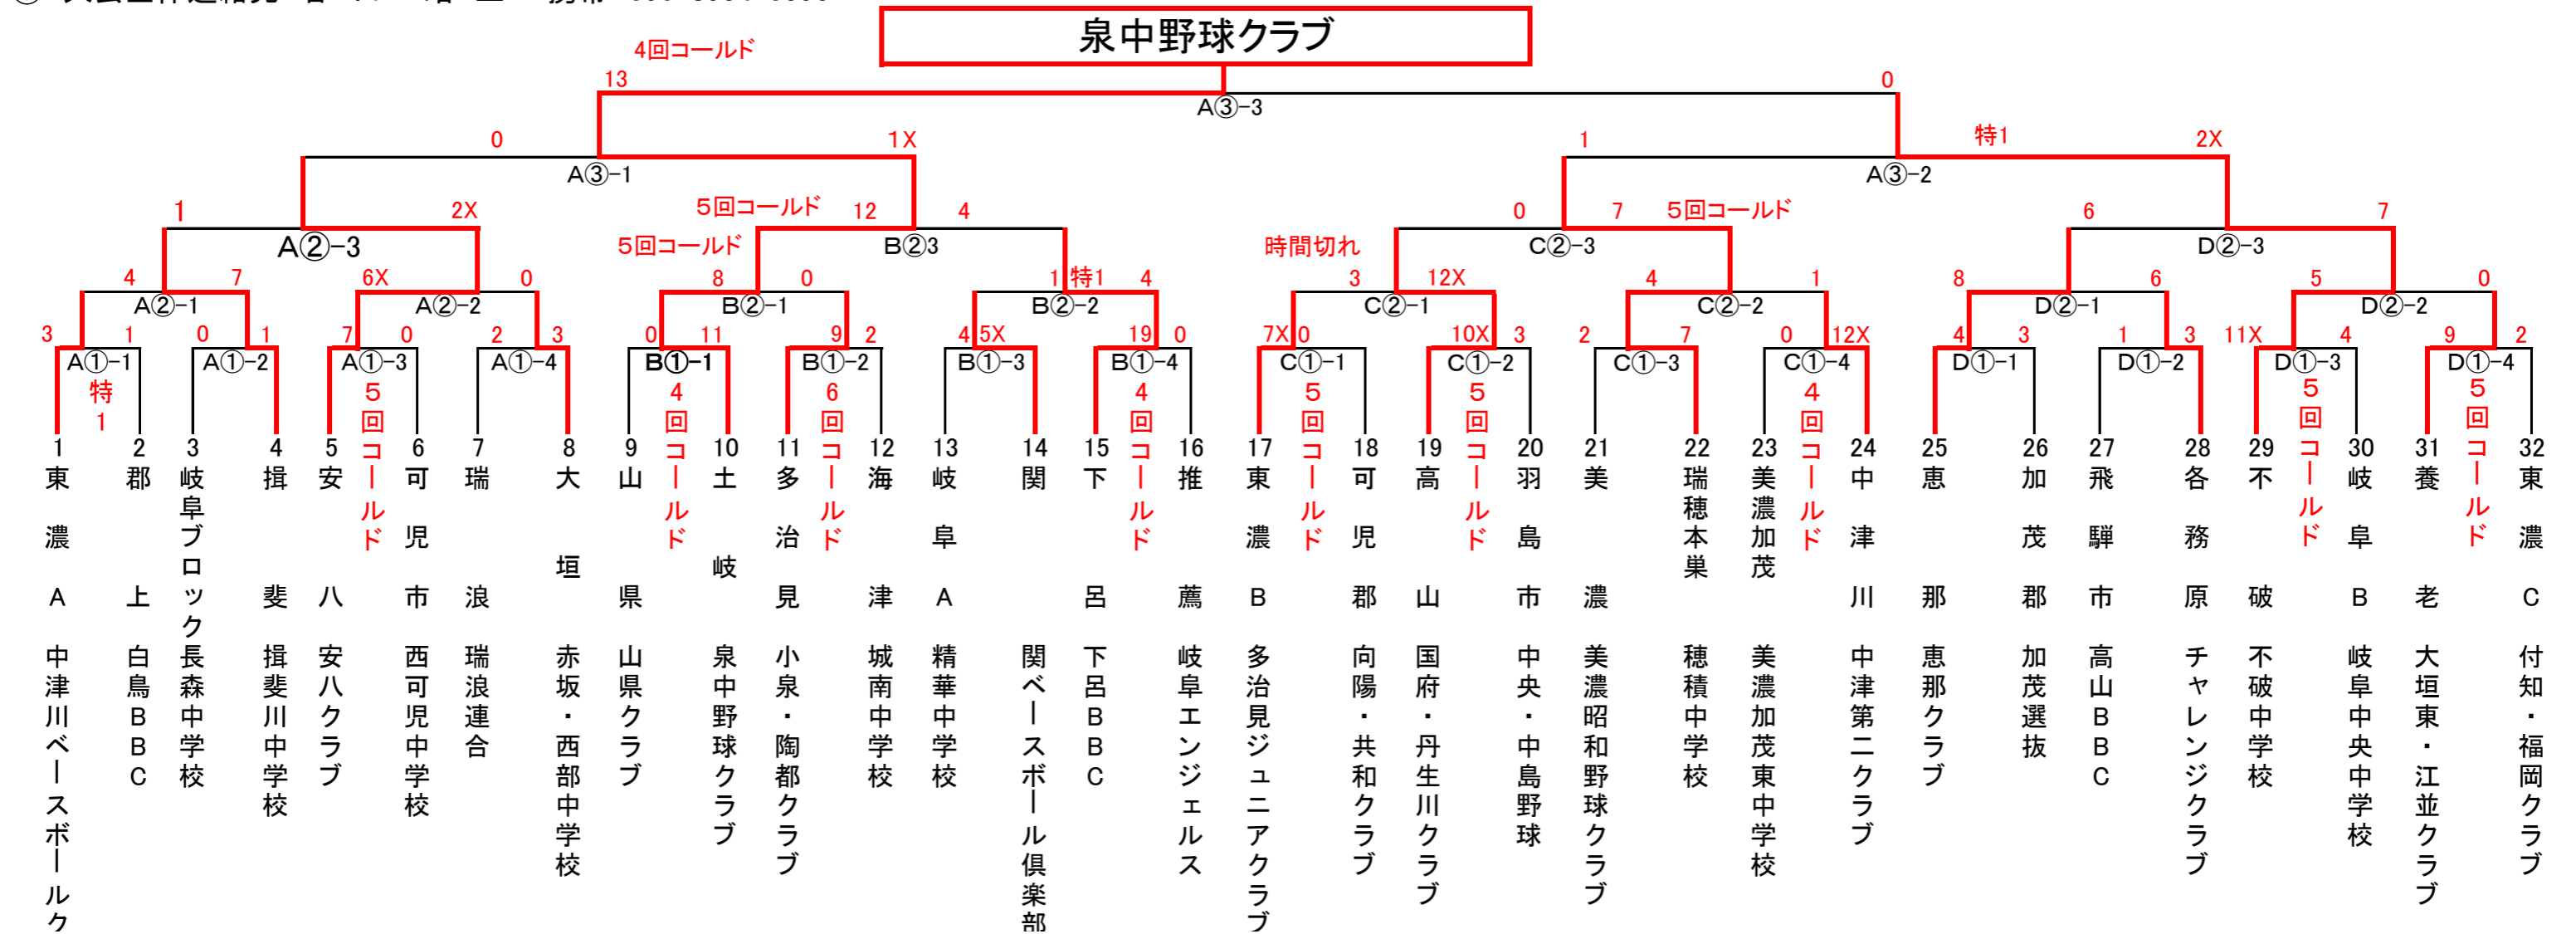 泉中野球クラブ
4回コールド
13
0
A③-3
0
1X
1
特1
2X
A③-1
A③-2
1
2X
5回コールド
12
4
0
7
5回コールド
6
7
A②-3
5回コールド
B②3
時間切れ
C②-3
D②-3
4
7
6X
0
8
0
1
特1
4
3
12X
4
1
8
6
5
0
A②-1
A②-2
B②-1
B②-2
C②-1
C②-2
D②-1
D②-2
3
1
0
1
7
0
2
3
0
11
9
2
4
5X
19
0
7X
0
10X
3
2
7
0
12X
4
3
1
3
11X
4
9
2
A①-1
A①-2
A①-3
A①-4
B①-1
B①-2
B①-3
B①-4
C①-1
C①-2
C①-3
C①-4
D①-1
D①-2
D①-3
D①-4
特1
5回コールド
4回コールド
6回コールド
4回コールド
5回コールド
5回コールド
4回コールド
5回コールド
5回コールド
1 東濃A 中津川ベースボールク
2 郡上 白鳥BBC
3 岐阜ブロック長森中学校
4 揖斐 揖斐川中学校
5 安八 安八クラブ
6 可児市 西可児中学校
7 瑞浪 瑞浪連合
8 大垣 赤坂・西部中学校
9 山県 山県クラブ
10 土岐 泉中野球クラブ
11 多治見 小泉・陶都クラブ
12 海津 城南中学校
13 岐阜A 精華中学校
14 関 関ベースボール倶楽部
15 下呂 下呂BBC
16 推薦 岐阜エンジェルス
17 東濃B 多治見ジュニアクラブ
18 可児郡 向陽・共和クラブ
19 高山 国府・丹生川クラブ
20 羽島市 中央・中島野球
21 美濃 美濃昭和野球クラブ
22 瑞穂本巣 穂積中学校
23 美濃加茂 美濃加茂東中学校
24 中津川 中津第二クラブ
25 恵那 恵那クラブ
26 加茂郡 加茂選抜
27 飛騨市 高山BBC
28 各務原 チャレンジクラブ
29 不破 不破中学校
30 岐阜B 岐阜中央中学校
31 養老 大垣東・江並クラブ
32 東濃C 付知・福岡クラブ